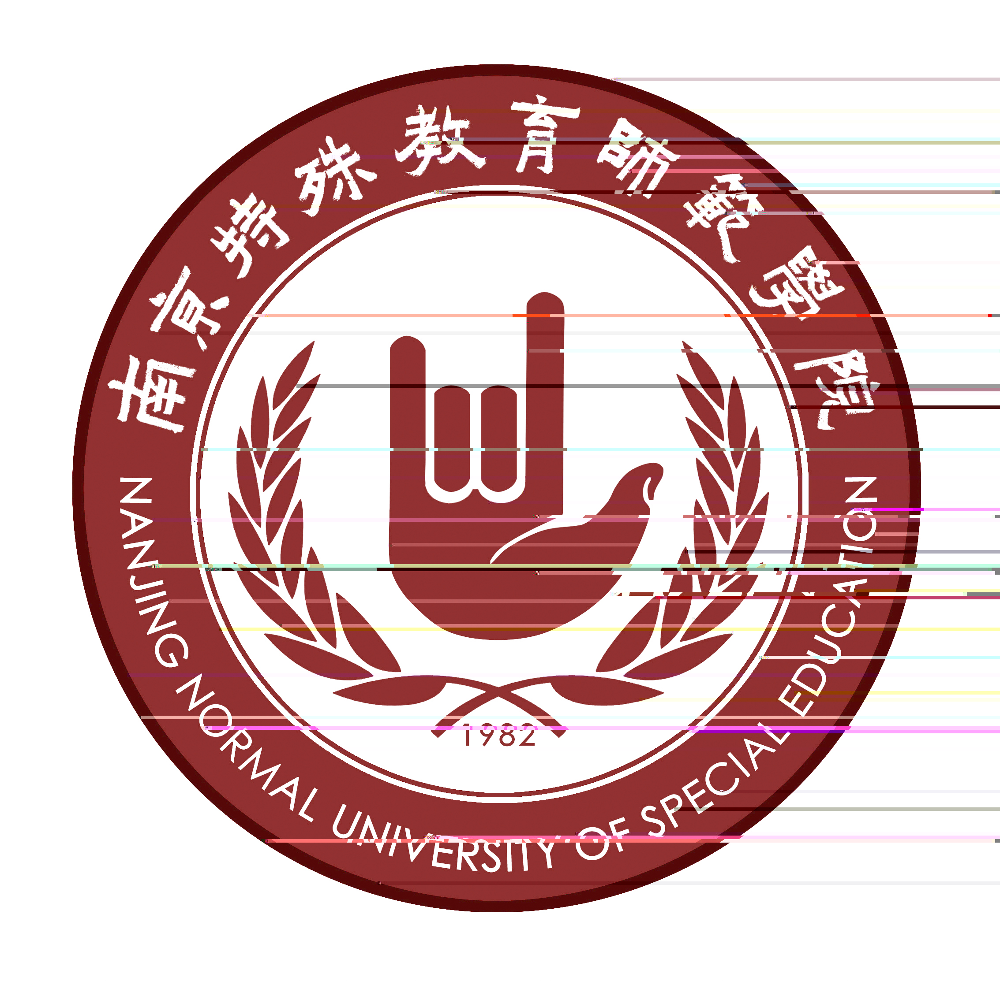 南京特殊教育師範學院
NANJING NORMAL UNIVERSITY OF SPECIAL EDUCATION
1982